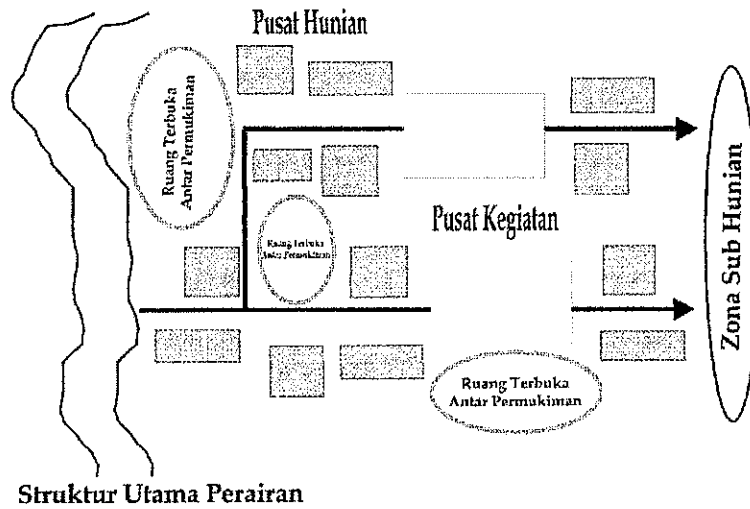 Pusat Hunian
Ruang Terbuka
Antar Permukiman
Ruang Terbuka
Antar Permukiman
Pusat Kegiatan
Ruang Terbuka
Antar Permukiman
Zona Sub Hunian
Struktur Utama Perairan